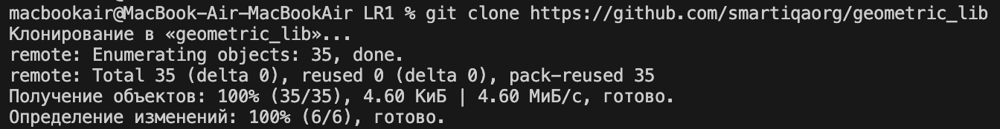 macbookair@MacBook-Air-MacBookAir LR1 % git clone https://github.com/smartiqaorg/geometric_lib
Клонирование в «geometric_lib»...
remote: Enumerating objects: 35, done.
remote: Total 35 (delta 0), reused 0 (delta 0), pack-reused 35
Получение объектов: 100% (35/35), 4.60 КиБ | 4.60 МиБ/с, готово.
Определение изменений: 100% (6/6), готово.